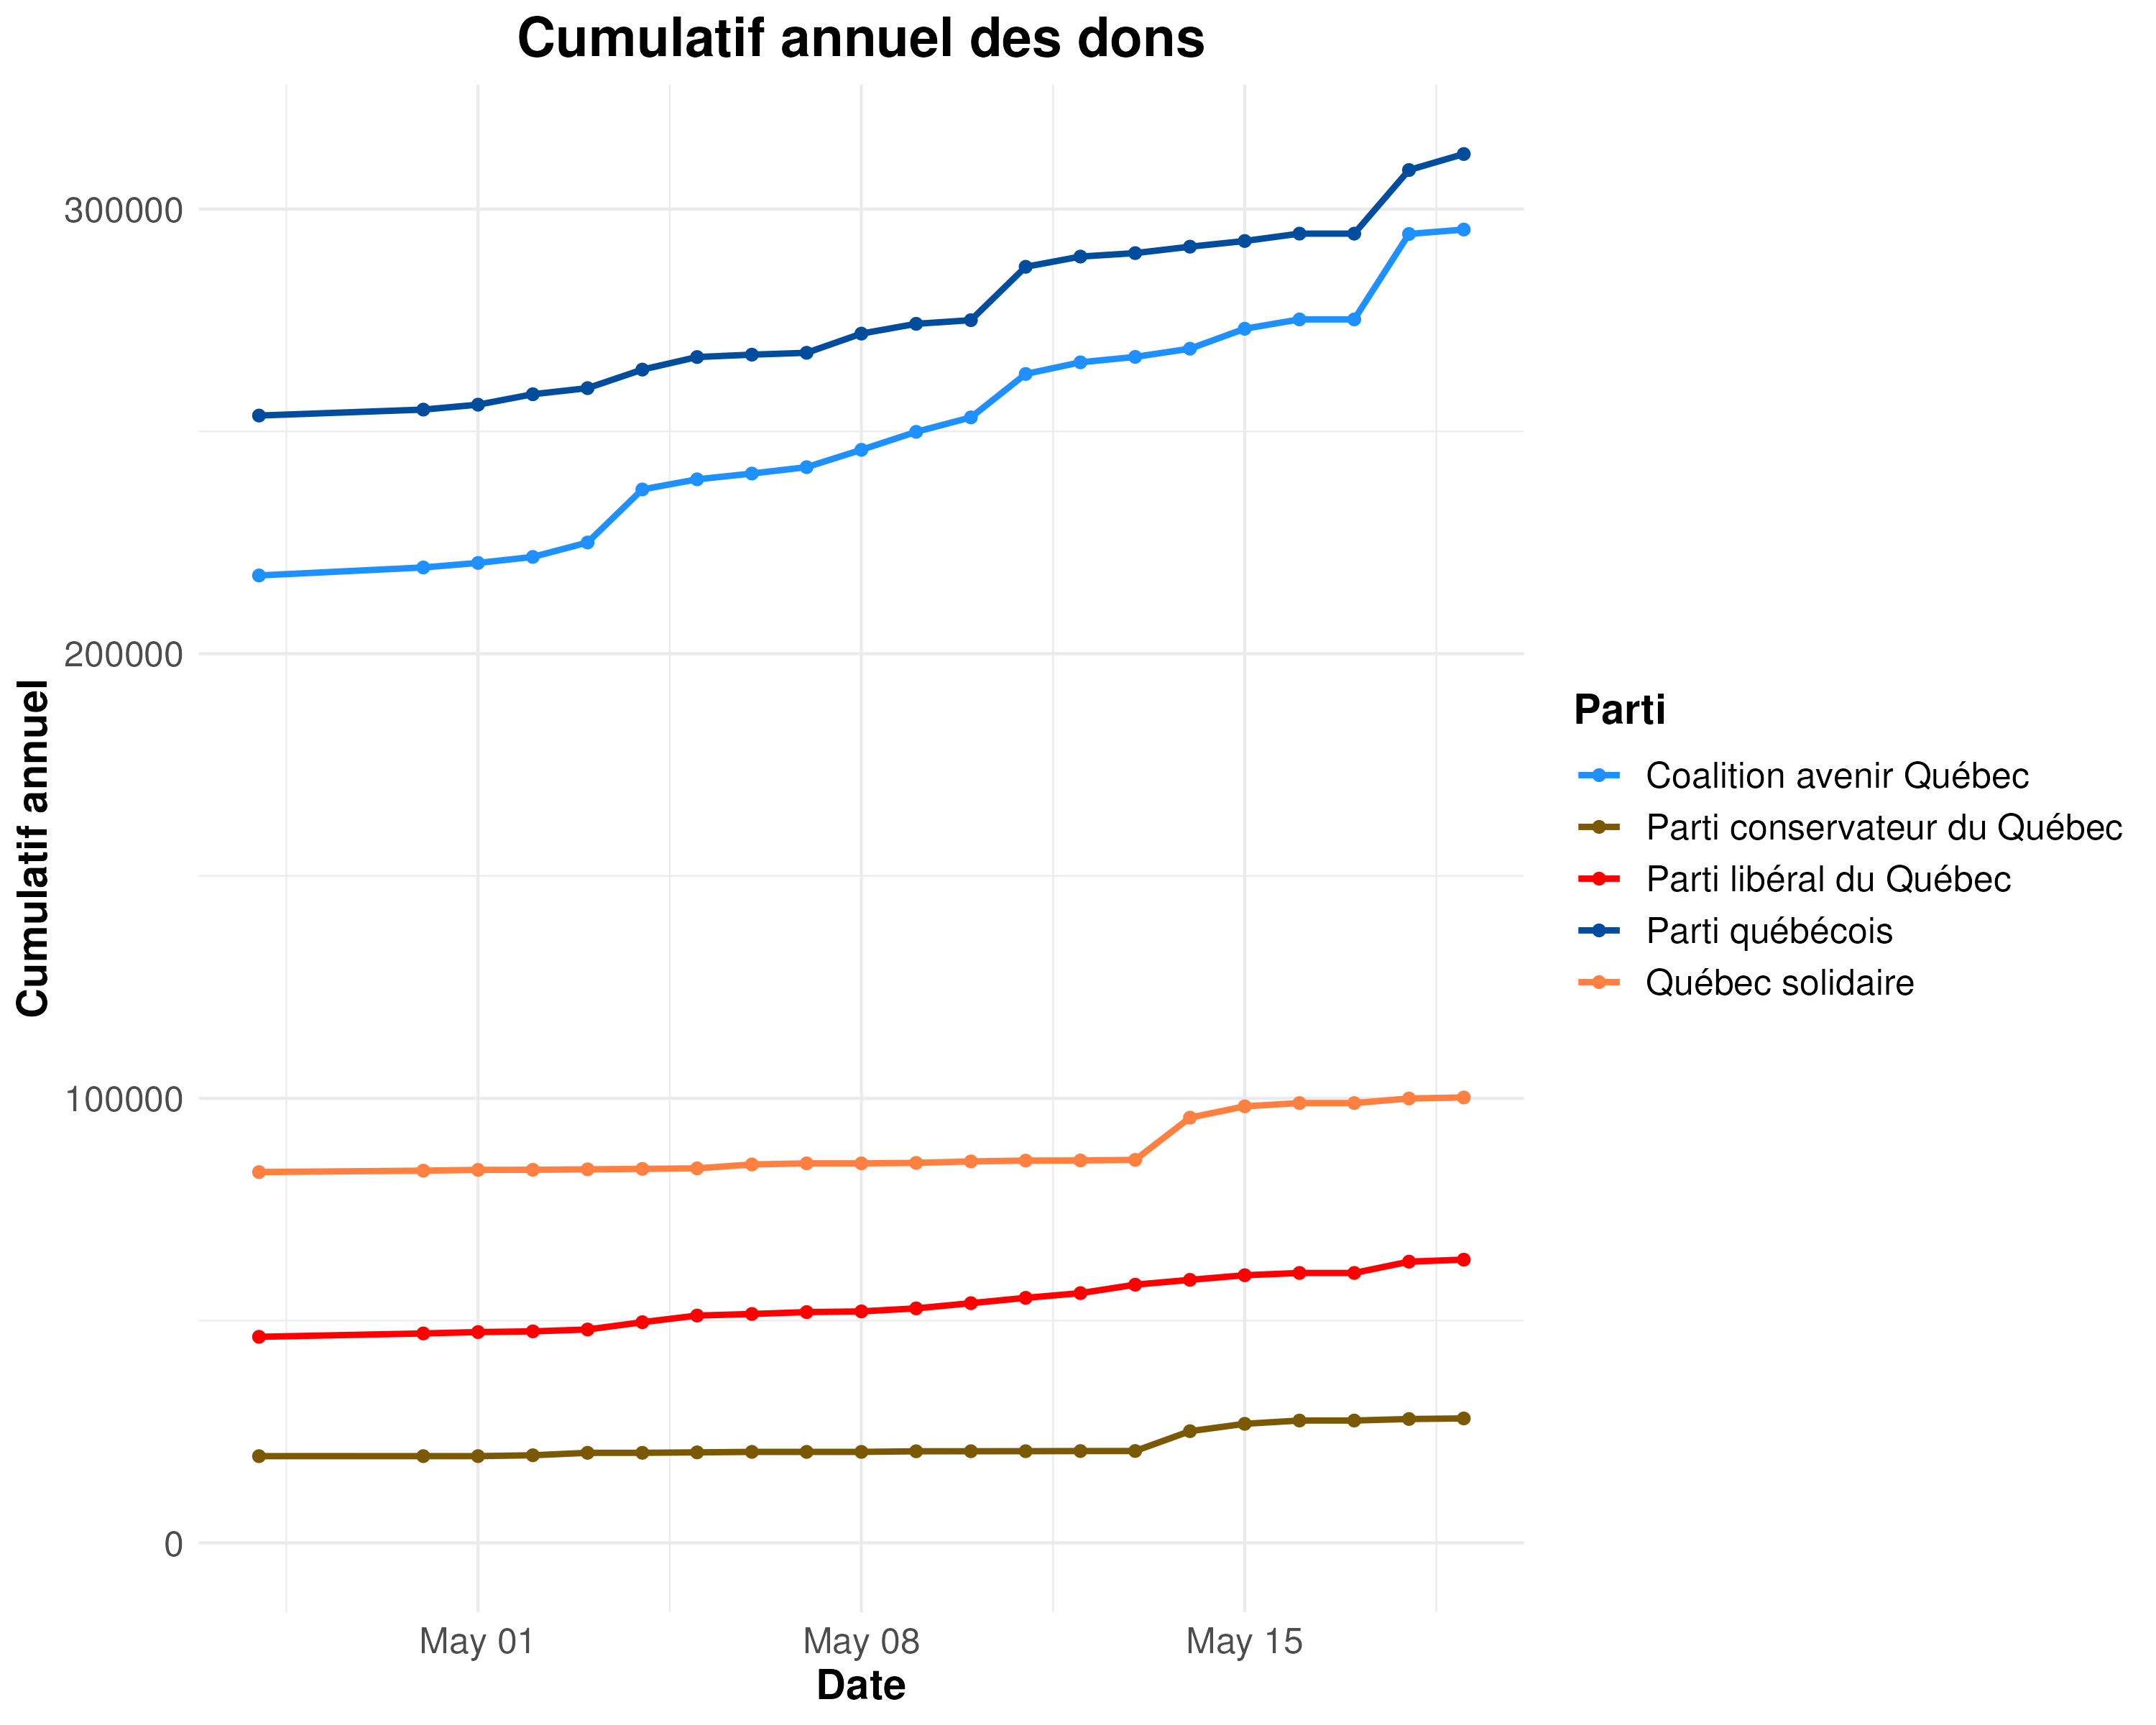 Cumulatif annuel des dons
Cumulatif annuel
300000
200000
100000
0
May 01
May 08
May 15
Date
Parti
Coalition avenir Québec
Parti conservateur du Québec
Parti libéral du Québec
Parti québécois
Québec solidaire